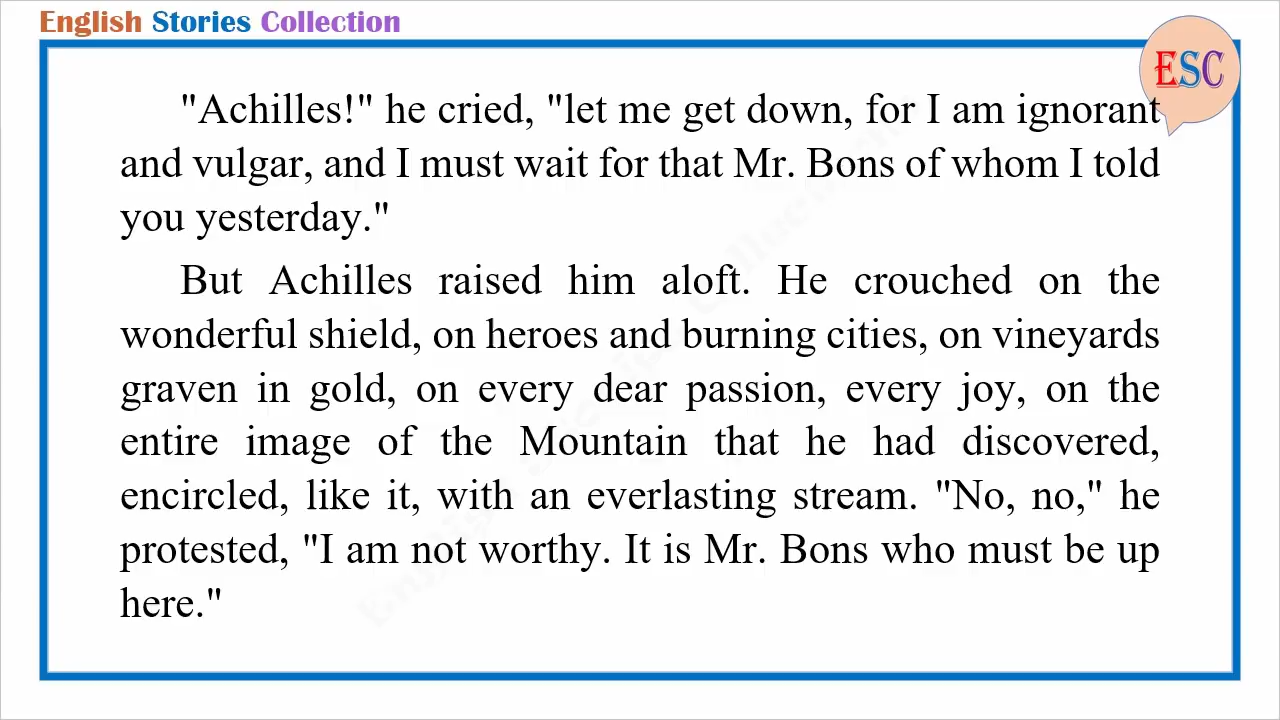 English Stories Collection
ESC
"Achilles!" he cried, "let me get down, for I am ignorant
and vulgar, and I must wait for that Mr. Bons of whom I told
you yesterday."
But Achilles raised him aloft. He crouched on the
wonderful shield, on heroes and burning cities, on vineyards
graven in gold, on every dear passion, every joy, on the
entire image of the Mountain that he had discovered,
encircled, like it, with an everlasting stream. "No, no," he
protested, "I am not worthy. It is Mr. Bons who must be up
here."